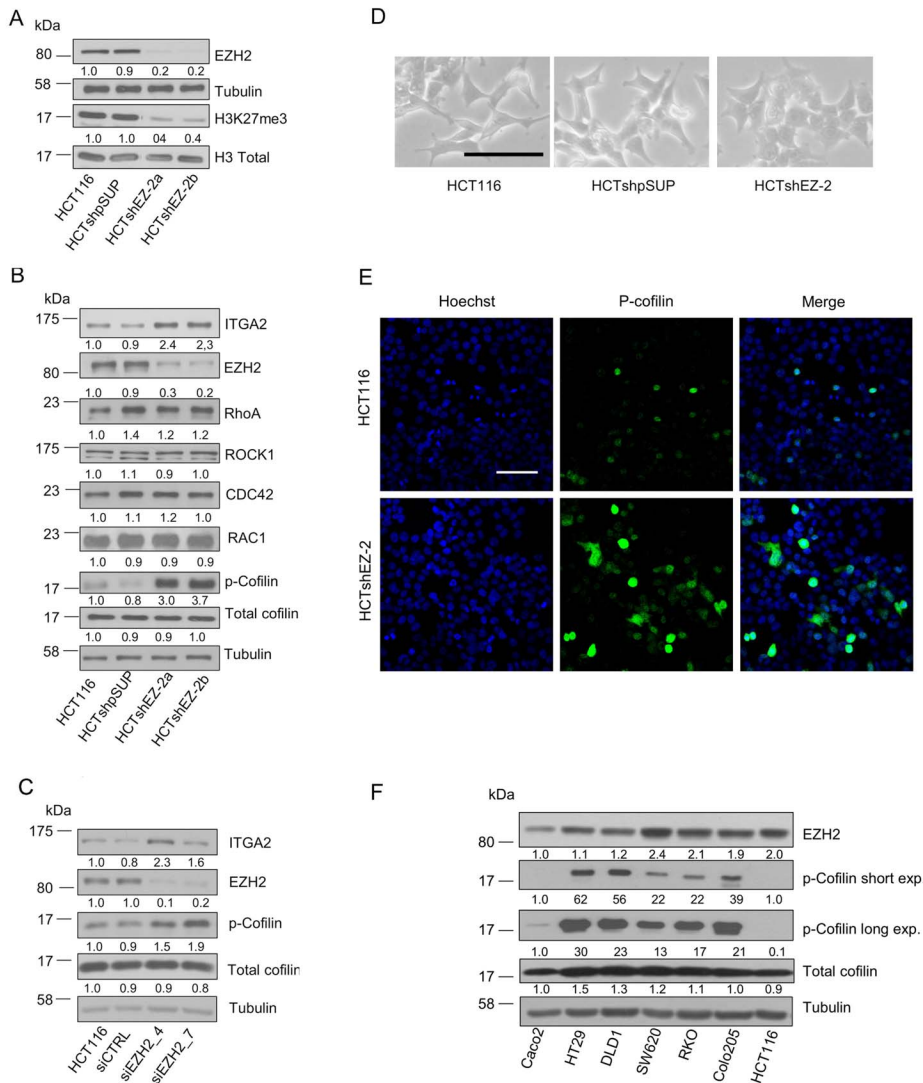 A
kDa
80
EZH2
1.0 0.9 0.2 0.2
58
Tubulin
17
H3K27me3
1.0 1.0 04 0.4
17
H3 Total
HCT116
HCTshpSUP
HCTshEZ-2a
HCTshEZ-2b
B
kDa
175
ITGA2
1.0 0.9 2.4 2,3
80
EZH2
1.0 0.9 0.3 0.2
23
RhoA
1.0 1.4 1.2 1.2
175
ROCK1
1.0 1.1 0.9 1.0
23
CDC42
1.0 1.1 1.2 1.0
23
RAC1
1.0 0.9 0.9 0.9
17
p-Cofilin
1.0 0.8 3.0 3.7
17
Total cofilin
1.0 0.9 0.9 1.0
58
Tubulin
HCT116
HCTshpSUP
HCTshEZ-2a
HCTshEZ-2b
C
kDa
175
ITGA2
1.0 0.8 2.3 1.6
80
EZH2
1.0 1.0 0.1 0.2
17
p-Cofilin
1.0 0.9 1.5 1.9
17
Total cofilin
1.0 0.9 0.9 0.8
58
Tubulin
HCT116
siCTRL
siEZH2_4
siEZH2_7
D
HCT116 HCTshpSUP HCTshEZ-2
E
Hoechst P-cofilin Merge
HCT116
HCTshEZ-2
F
kDa
80
EZH2
1.0 1.1 1.2 2.4 2.1 1.9 2.0
17
p-Cofilin short exp.
1.0 62 56 22 22 39 1.0
17
p-Cofilin long exp.
1.0 30 23 13 17 21 0.1
17
Total cofilin
1.0 1.5 1.3 1.2 1.1 1.0 0.9
58
Tubulin
Caco2
HT29
DLD1
SW620
RKO
Colo205
HCT116